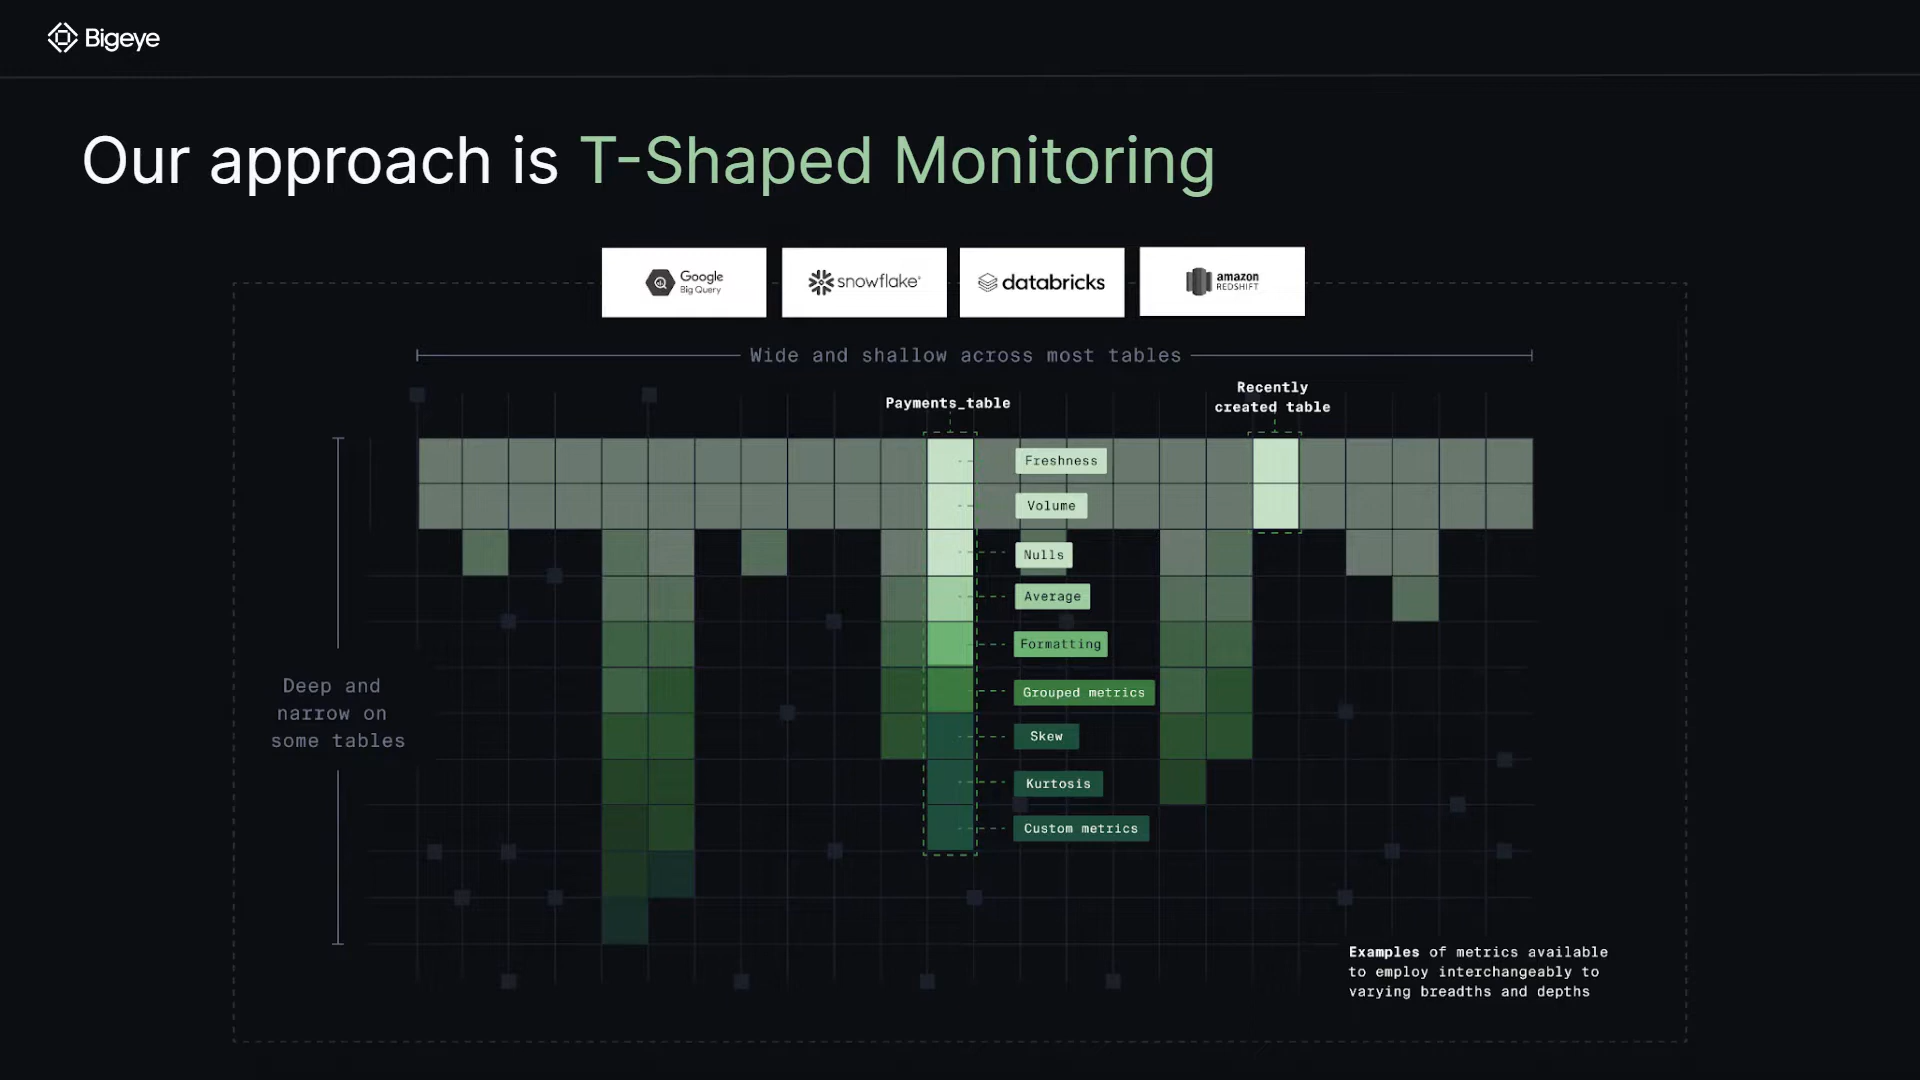 Bigeye
Our approach is T-Shaped Monitoring
Google
Big Query
snowflake
databricks
amazon
REDSHIFT
Wide and shallow across most tables
Payments_table
Recently
created table
Freshness
Volume
Nulls
Average
Formatting
Grouped metrics
Skew
Kurtosis
Custom metrics
Deep and
narrow on
some tables
Examples of metrics available
to employ interchangeably to
varying breadths and depths